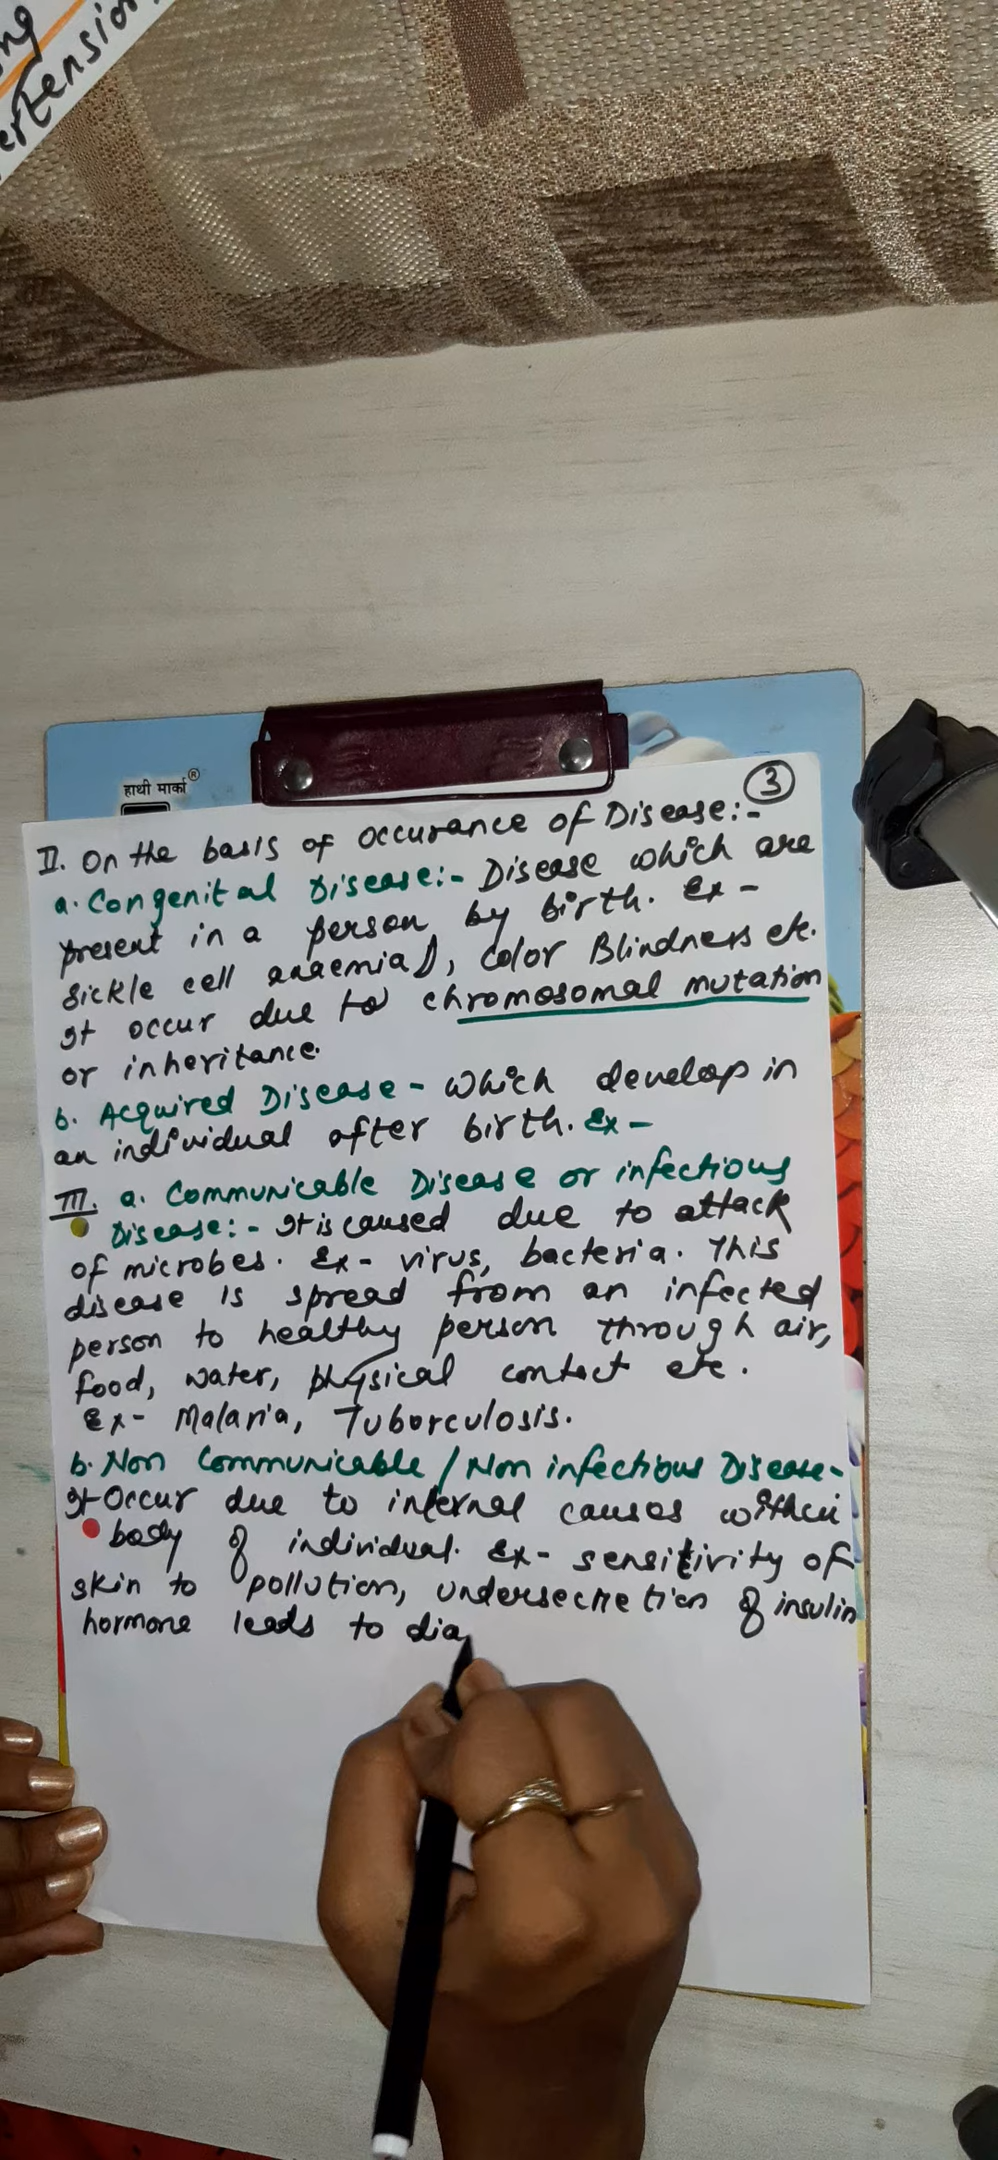 ng
ertension
हाथी मार्का®
3
II. On the basis of occurance of Disease:-
a. Congenital Disease:- Disease which are
present in a person by birth. Ex -
Sickle cell anaemia, Color Blindness etc.
It occur due to chromosomal mutation
or inheritance.
b. Acquired Disease - which develop in
an individual after birth. Ex -
III. a. Communicable Disease or infectious
Disease:- It is caused due to attack
of microbes. Ex - virus, bacteria. This
disease is spread from an infected
person to healthy person through air,
food, water, physical contact etc.
Ex - Malaria, Tuborculosis.
b. Non Communicable / Non infectious Disease-
It Occur due to internal causes within
body of individual. Ex - sensitivity of
skin to pollution, undersecretion of insulin
hormone leads to dia